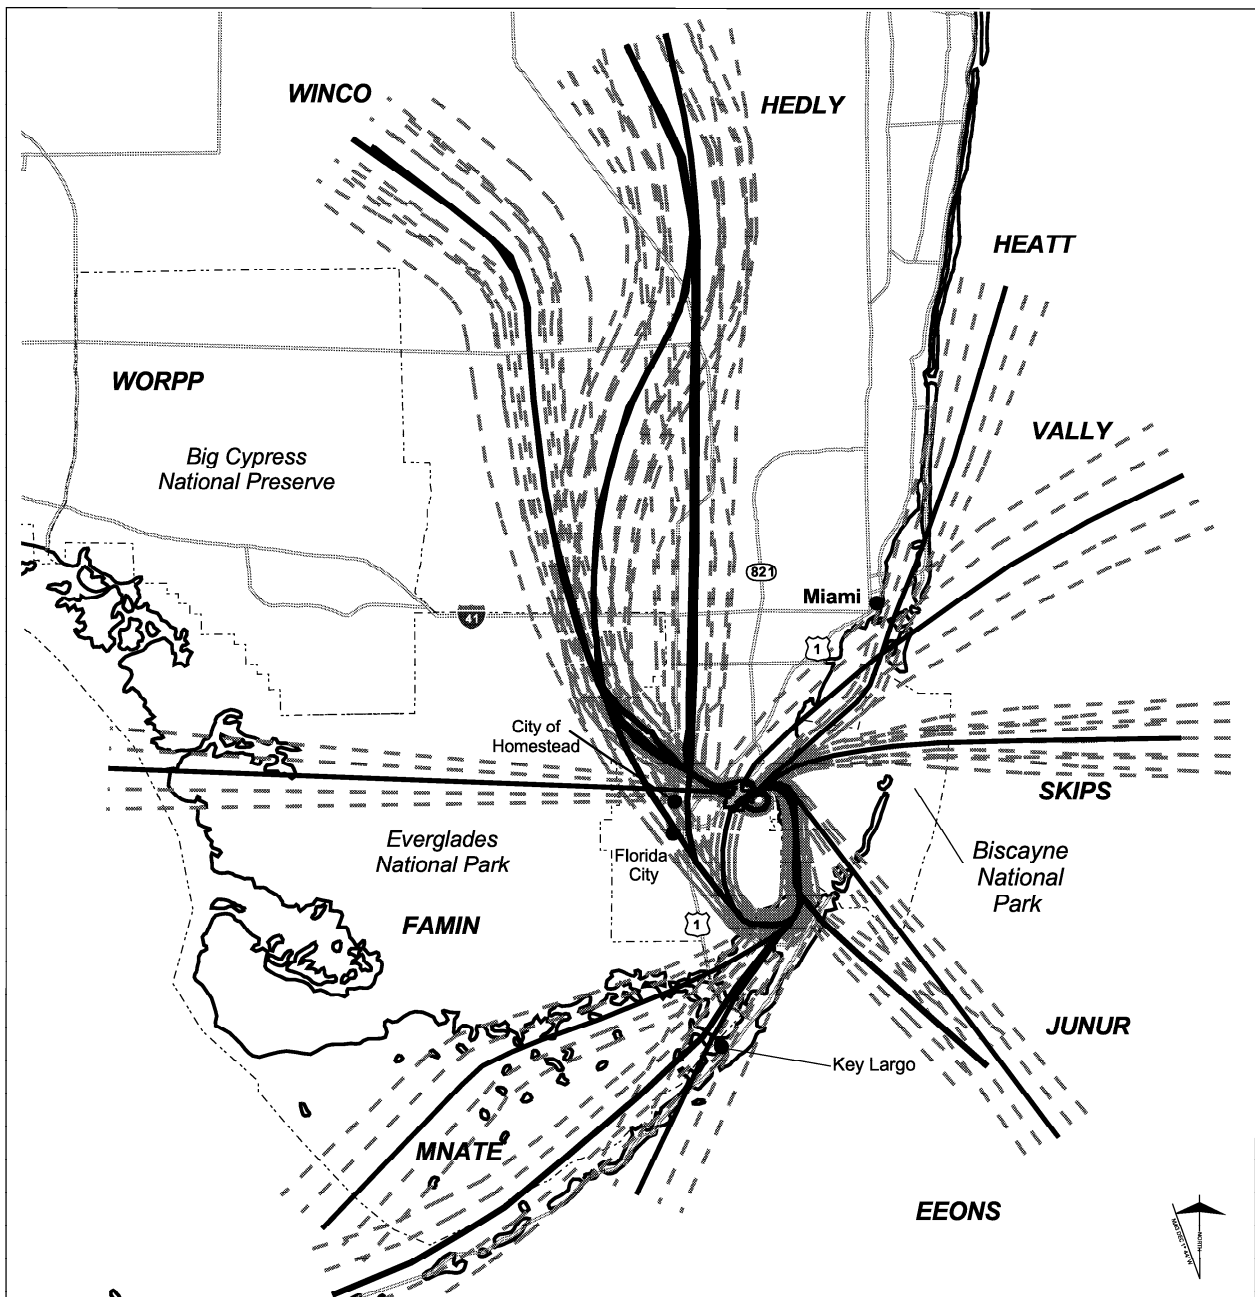 WINCO
HEDLY
HEATT
WORPP
VALLY
Big Cypress
National Preserve
821
Miami
41
1
City of
Homestead
SKIPS
Everglades
National Park
Florida
City
Biscayne
National
Park
FAMIN
1
JUNUR
Key Largo
MNATE
EEONS
NORTH